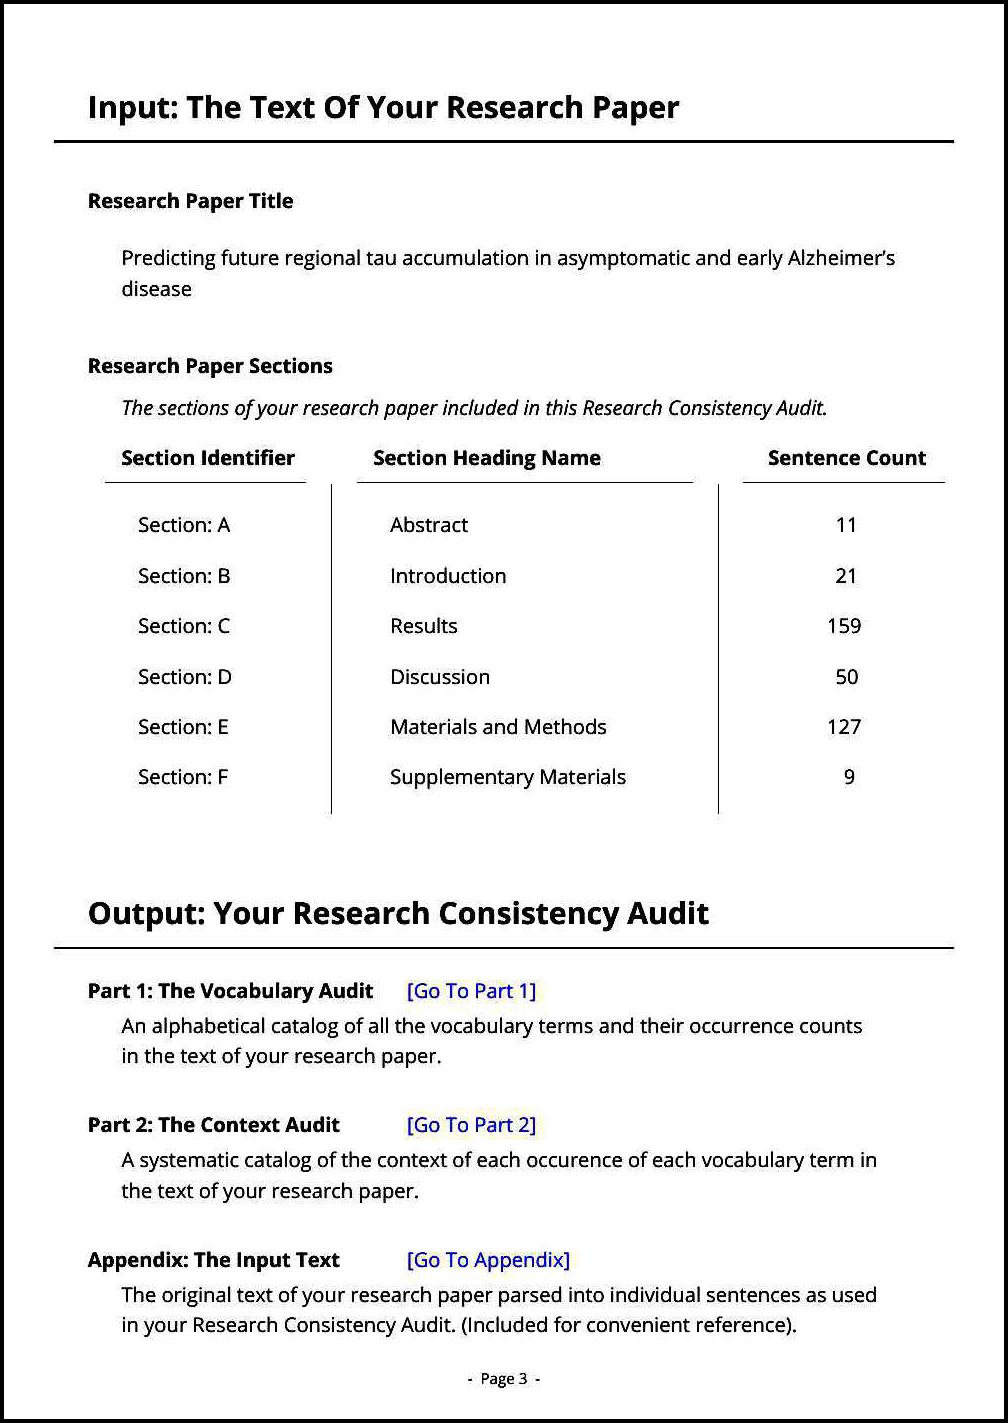 Input: The Text Of Your Research Paper
Research Paper Title
Predicting future regional tau accumulation in asymptomatic and early Alzheimer's
disease
Research Paper Sections
The sections of your research paper included in this Research Consistency Audit.
Section Identifier Section Heading Name Sentence Count
Section: A Abstract 11
Section: B Introduction 21
Section: C Results 159
Section: D Discussion 50
Section: E Materials and Methods 127
Section: F Supplementary Materials 9
Output: Your Research Consistency Audit
Part 1: The Vocabulary Audit [Go To Part 1]
An alphabetical catalog of all the vocabulary terms and their occurrence counts
in the text of your research paper.
Part 2: The Context Audit [Go To Part 2]
A systematic catalog of the context of each occurence of each vocabulary term in
the text of your research paper.
Appendix: The Input Text [Go To Appendix]
The original text of your research paper parsed into individual sentences as used
in your Research Consistency Audit. (Included for convenient reference).
- Page 3 -